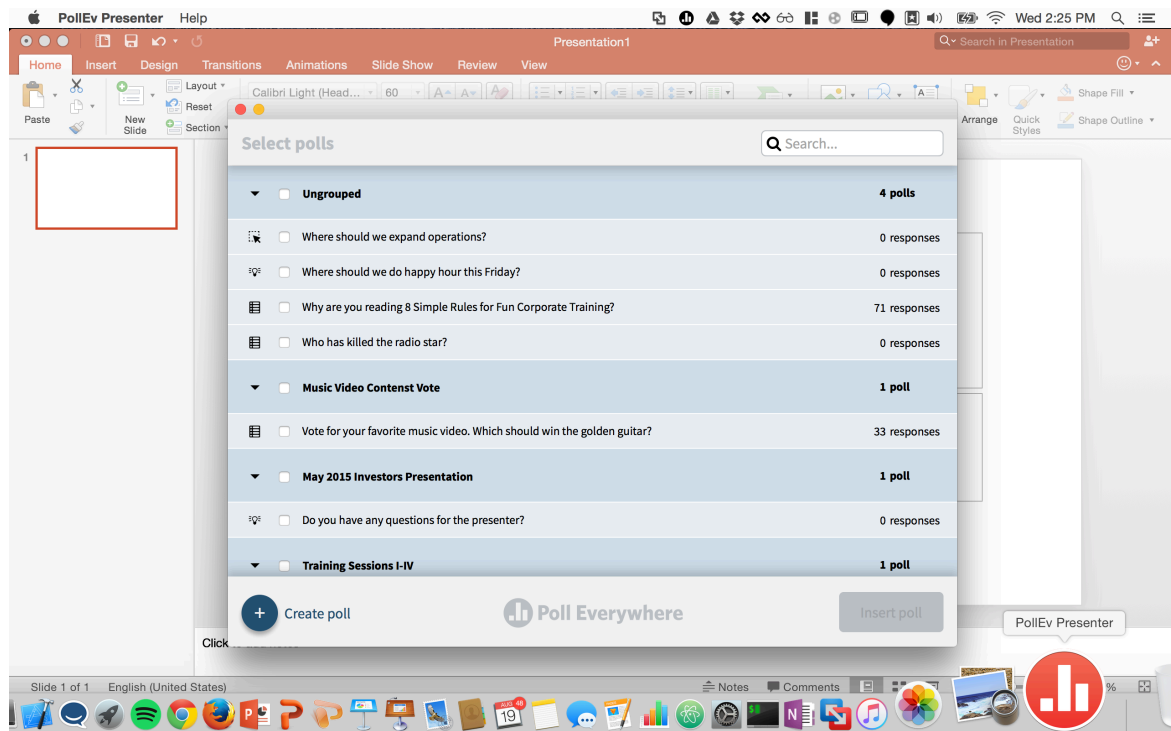 PollEv Presenter Help Wed 2:25 PM
Presentation1 Search in Presentation
Home Insert Design Transitions Animations Slide Show Review View
Paste New Slide Layout Reset Section Calibri Light (Head... 60 A A Arrange Quick Styles Shape Fill Shape Outline
Select polls Search...
1
Ungrouped 4 polls
Where should we expand operations? 0 responses
Where should we do happy hour this Friday? 0 responses
Why are you reading 8 Simple Rules for Fun Corporate Training? 71 responses
Who has killed the radio star? 0 responses
Music Video Contenst Vote 1 poll
Vote for your favorite music video. Which should win the golden guitar? 33 responses
May 2015 Investors Presentation 1 poll
Do you have any questions for the presenter? 0 responses
Training Sessions I-IV 1 poll
+ Create poll Poll Everywhere Insert poll
PollEv Presenter
Click
Slide 1 of 1 English (United States) Notes Comments %
AUG 48
19